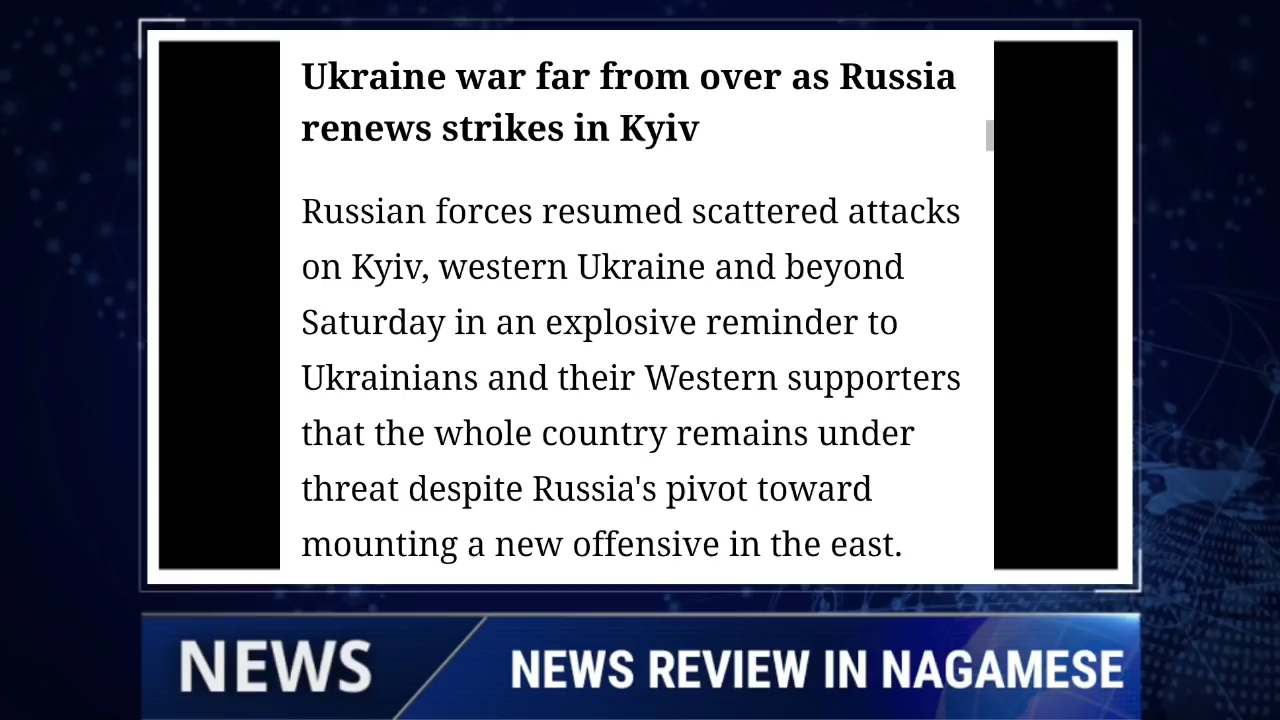 Ukraine war far from over as Russia
renews strikes in Kyiv
Russian forces resumed scattered attacks
on Kyiv, western Ukraine and beyond
Saturday in an explosive reminder to
Ukrainians and their Western supporters
that the whole country remains under
threat despite Russia's pivot toward
mounting a new offensive in the east.
NEWS
NEWS REVIEW IN NAGAMESE